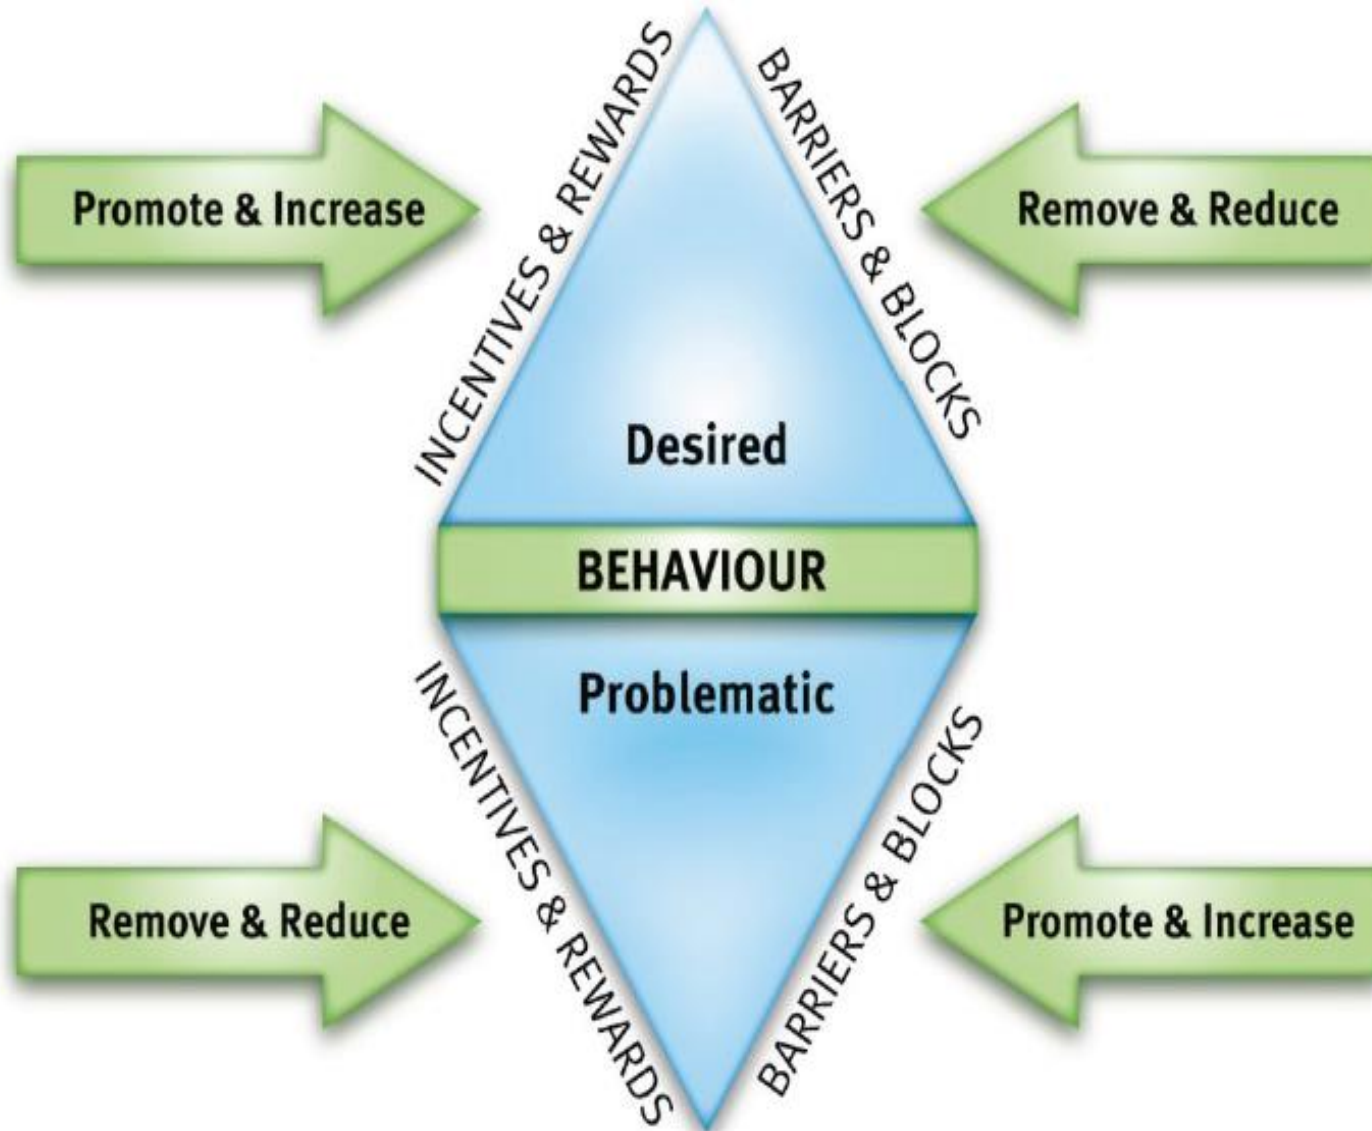 INCENTIVES & REWARDS
BARRIERS & BLOCKS
Promote & Increase
Remove & Reduce
Desired
BEHAVIOUR
Problematic
INCENTIVES & REWARDS
BARRIERS & BLOCKS
Remove & Reduce
Promote & Increase